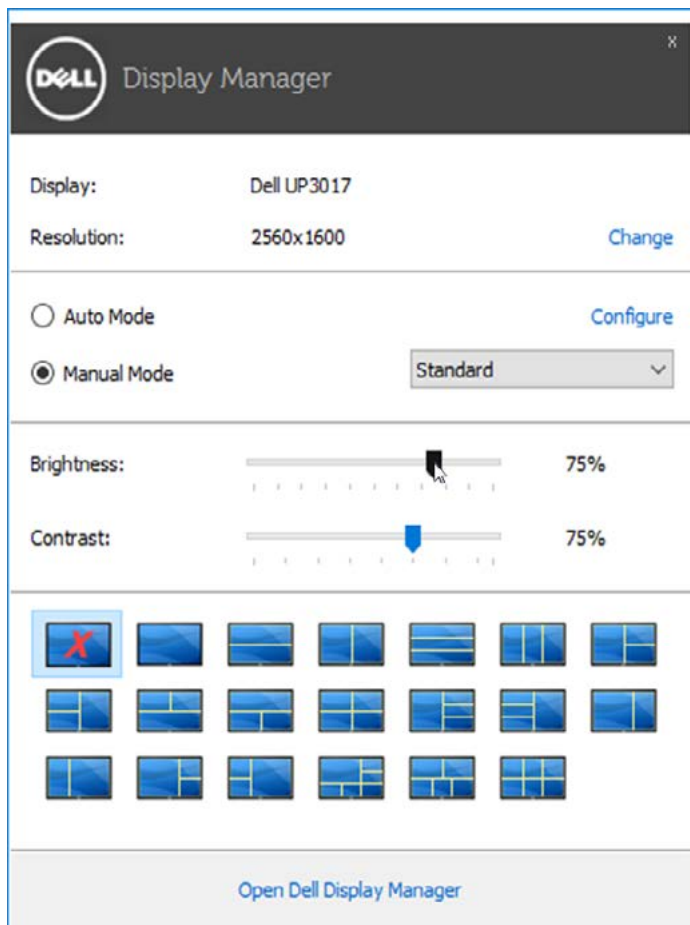 X
DELL Display Manager
Display: Dell UP3017
Resolution: 2560x1600 Change
Auto Mode Configure
Manual Mode Standard
Brightness: 75%
Contrast: 75%
X
Open Dell Display Manager